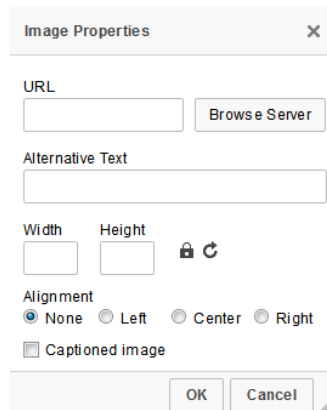 Image Properties
URL
Browse Server
Alternative Text
Width Height
Alignment
None Left Center Right
Captioned image
OK Cancel